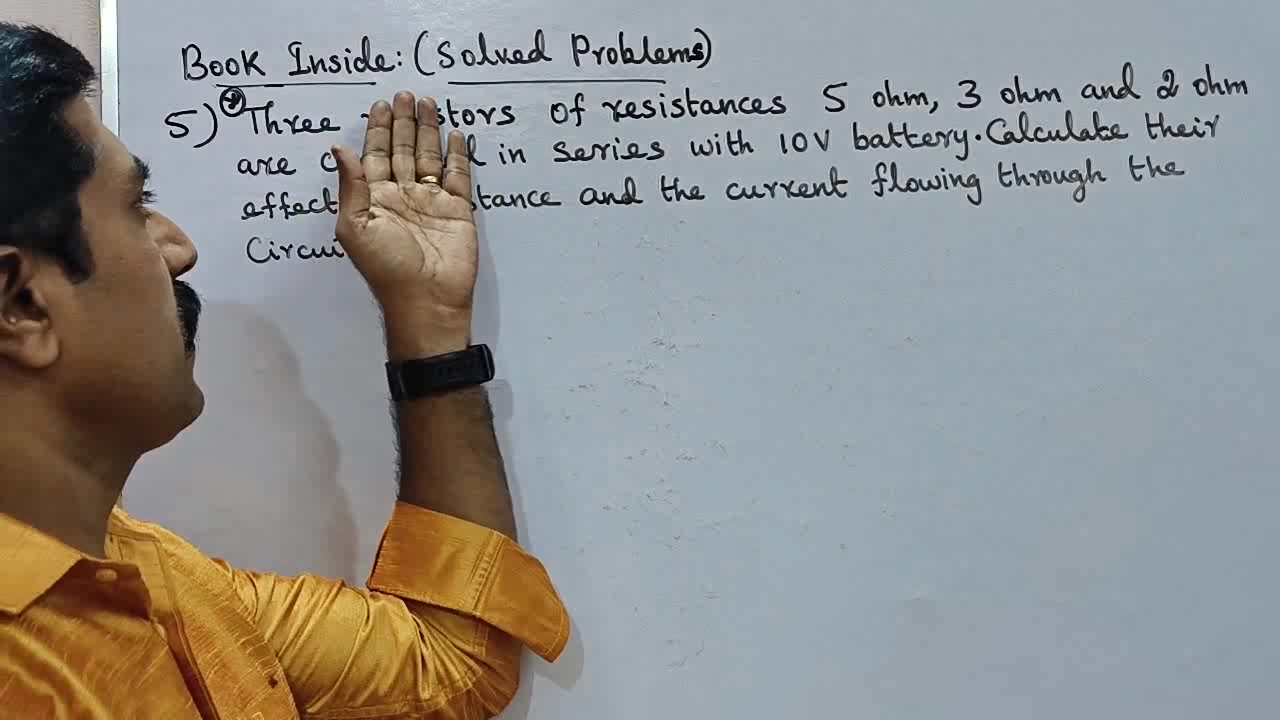 Book Inside: (Solved Problems)
5) Three stors of resistances 5 ohm, 3 ohm and 2 ohm
are in series with 10V battery. Calculate their
effect stance and the current flowing through the
Circui